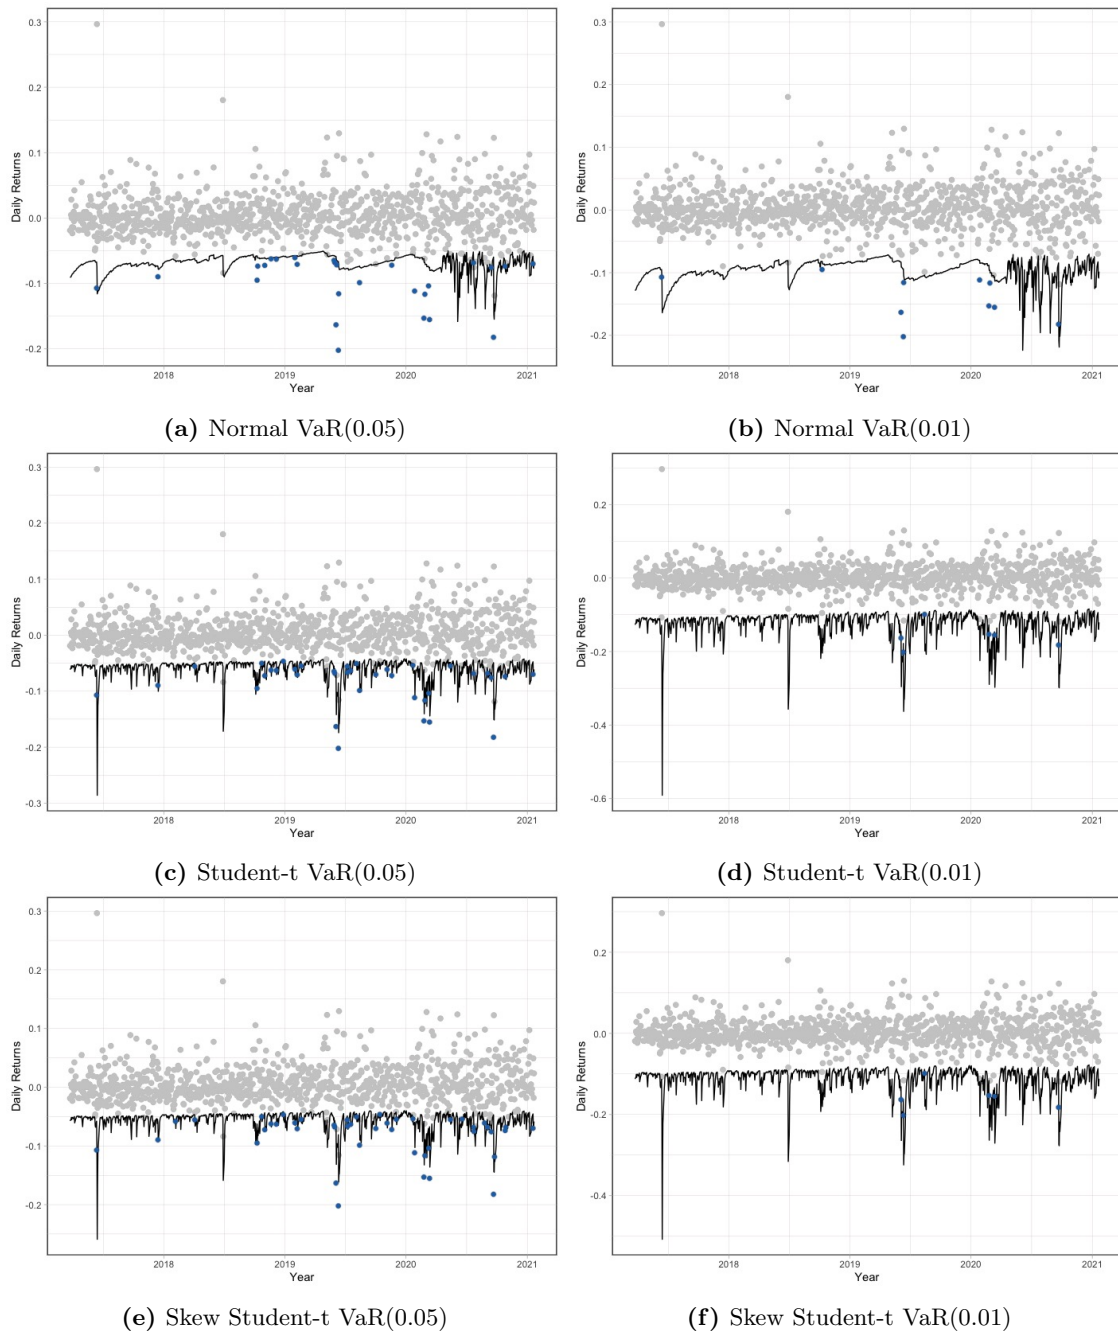 0.3
0.2
0.1
0.0
-0.1
-0.2
Daily Returns
2018 2019 2020 2021
Year
(a) Normal VaR(0.05)
0.3
0.2
0.1
0.0
-0.1
-0.2
Daily Returns
2018 2019 2020 2021
Year
(b) Normal VaR(0.01)
0.3
0.2
0.1
0.0
-0.1
-0.2
-0.3
Daily Returns
2018 2019 2020 2021
Year
(c) Student-t VaR(0.05)
0.2
0.0
-0.2
-0.4
-0.6
Daily Returns
2018 2019 2020 2021
Year
(d) Student-t VaR(0.01)
0.3
0.2
0.1
0.0
-0.1
-0.2
Daily Returns
2018 2019 2020 2021
Year
(e) Skew Student-t VaR(0.05)
0.2
0.0
-0.2
-0.4
Daily Returns
2018 2019 2020 2021
Year
(f) Skew Student-t VaR(0.01)